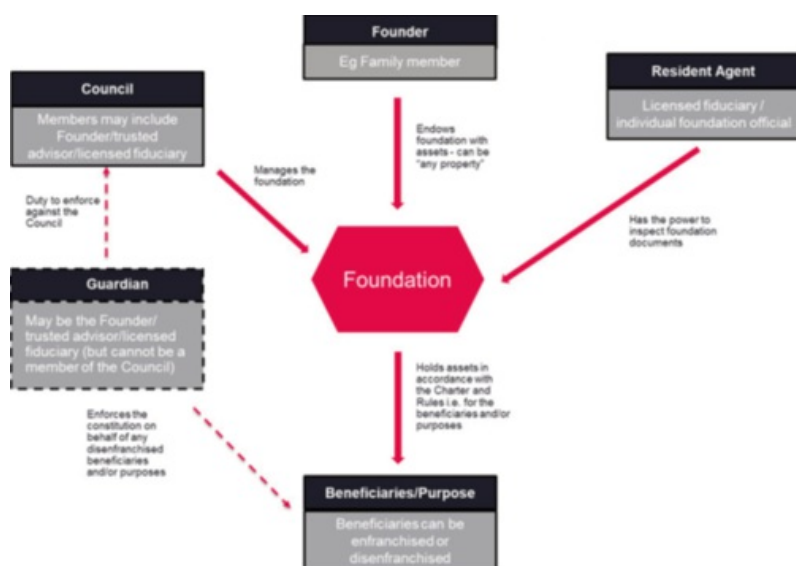 Founder
Eg Family member
Council
Members may include
Founder/trusted
advisor/licensed fiduciary
Resident Agent
Licensed fiduciary /
individual foundation official
Endows
foundation with
assets - can be
"any property"
Manages the
foundation
Duty to enforce
against the
Council
Has the power to
inspect foundation
documents
Foundation
Guardian
May be the Founder/
trusted advisor/licensed
fiduciary (but cannot be a
member of the Council)
Holds assets in
accordance with
the Charter and
Rules i.e. for the
beneficiaries and/or
purposes
Enforces the
constitution on
behalf of any
disenfranchised
beneficiaries
and/or purposes
Beneficiaries/Purpose
Beneficiaries can be
enfranchised or
disenfranchised